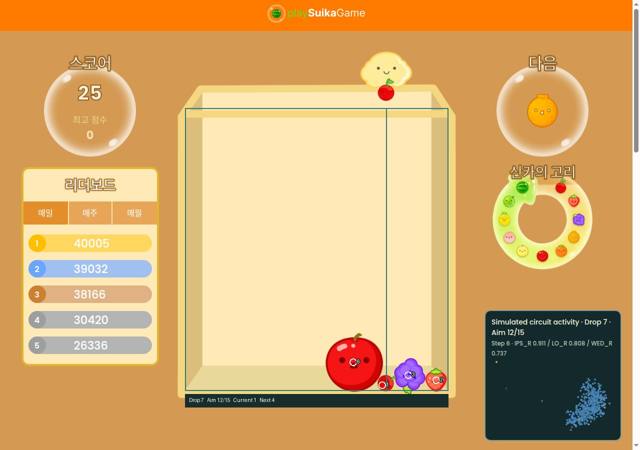 playSuikaGame
스코어
25
최고 점수
0
다음
리더보드
매일 매주 매월
1 40005
2 39032
3 38166
4 30420
5 26336
신카의 고리
Simulated circuit activity · Drop 7 ·
Aim 12/15
Step 6 · IPS_R 0.911 / LO_R 0.808 / WED_R
0.737
Drop 7 Aim 12/15 Current 1 Next 4